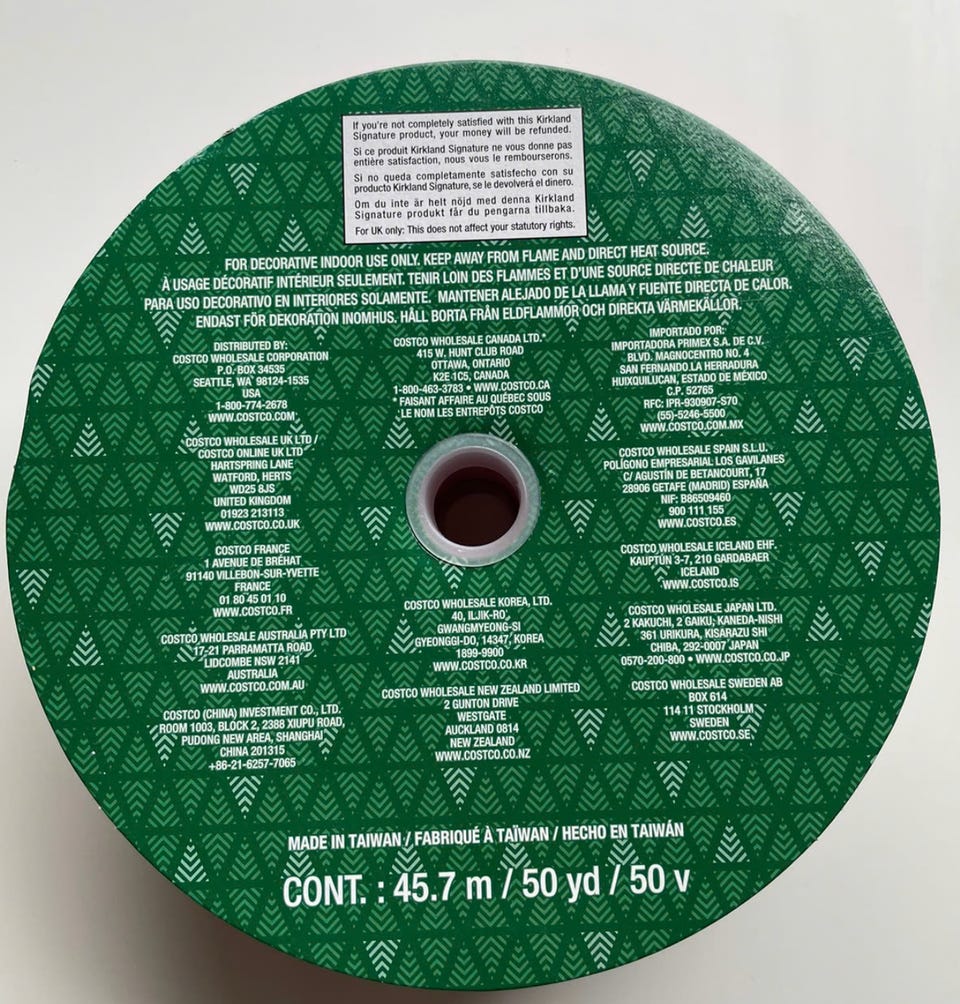 If you're not completely satisfied with this Kirkland
Signature product, your money will be refunded.
Si ce produit Kirkland Signature ne vous donne pas
entière satisfaction, nous vous le rembourserons.
Si no queda completamente satisfecho con su
producto Kirkland Signature, se le devolverá el dinero.
Om du inte är helt nöjd med denna Kirkland
Signature produkt får du pengarna tillbaka.
For UK only: This does not affect your statutory rights.
FOR DECORATIVE INDOOR USE ONLY. KEEP AWAY FROM FLAME AND DIRECT HEAT SOURCE.
À USAGE DÉCORATIF INTÉRIEUR SEULEMENT. TENIR LOIN DES FLAMMES ET D'UNE SOURCE DIRECTE DE CHALEUR
PARA USO DECORATIVO EN INTERIORES SOLAMENTE. MANTENER ALEJADO DE LA LLAMA Y FUENTE DIRECTA DE CALOR.
ENDAST FÖR DEKORATION INOMHUS. HÅLL BORTA FRÅN ELDFLAMMOR OCH DIREKTA VÄRMEKÄLLOR.
DISTRIBUTED BY:
COSTCO WHOLESALE CORPORATION
P.O. BOX 34535
SEATTLE, WA 98124-1535
USA
1-800-774-2678
WWW.COSTCO.COM
COSTCO WHOLESALE CANADA LTD.*
415 W. HUNT CLUB ROAD
OTTAWA, ONTARIO
K2E 1C5, CANADA
1-800-463-3783 • WWW.COSTCO.CA
* FAISANT AFFAIRE AU QUÉBEC SOUS
LE NOM LES ENTREPÔTS COSTCO
IMPORTADO POR:
IMPORTADORA PRIMEX S.A. DE C.V.
BLVD. MAGNOCENTRO NO. 4
SAN FERNANDO LA HERRADURA
HUIXQUILUCAN, ESTADO DE MÉXICO
C.P. 52765
RFC: IPR-930907-S70
(55)-5246-5500
WWW.COSTCO.COM.MX
COSTCO WHOLESALE UK LTD /
COSTCO ONLINE UK LTD
HARTSPRING LANE
WATFORD, HERTS
WD25 8JS
UNITED KINGDOM
01923 213113
WWW.COSTCO.CO.UK
COSTCO WHOLESALE SPAIN S.L.U.
POLÍGONO EMPRESARIAL LOS GAVILANES
C/ AGUSTÍN DE BETANCOURT, 17
28906 GETAFE (MADRID) ESPAÑA
NIF: B86509460
900 111 155
WWW.COSTCO.ES
COSTCO FRANCE
1 AVENUE DE BRÉHAT
91140 VILLEBON-SUR-YVETTE
FRANCE
01 80 45 01 10
WWW.COSTCO.FR
COSTCO WHOLESALE ICELAND EHF.
KAUPTÚN 3-7, 210 GARDABAER
ICELAND
WWW.COSTCO.IS
COSTCO WHOLESALE KOREA, LTD.
40, ILJIK-RO,
GWANGMYEONG-SI
GYEONGGI-DO, 14347, KOREA
1899-9900
WWW.COSTCO.CO.KR
COSTCO WHOLESALE JAPAN LTD.
2 KAKUCHI, 2 GAIKU, KANEDA-NISHI
361 URIKURA, KISARAZU SHI
CHIBA, 292-0007 JAPAN
0570-200-800 • WWW.COSTCO.CO.JP
COSTCO WHOLESALE AUSTRALIA PTY LTD
17-21 PARRAMATTA ROAD
LIDCOMBE NSW 2141
AUSTRALIA
WWW.COSTCO.COM.AU
COSTCO WHOLESALE NEW ZEALAND LIMITED
2 GUNTON DRIVE
WESTGATE
AUCKLAND 0814
NEW ZEALAND
WWW.COSTCO.CO.NZ
COSTCO WHOLESALE SWEDEN AB
BOX 614
114 11 STOCKHOLM
SWEDEN
WWW.COSTCO.SE
COSTCO (CHINA) INVESTMENT CO., LTD.
ROOM 1003, BLOCK 2, 2388 XIUPU ROAD,
PUDONG NEW AREA, SHANGHAI
CHINA 201315
+86-21-6257-7065
MADE IN TAIWAN / FABRIQUÉ À TAÏWAN / HECHO EN TAIWÁN
CONT. : 45.7 m / 50 yd / 50 v